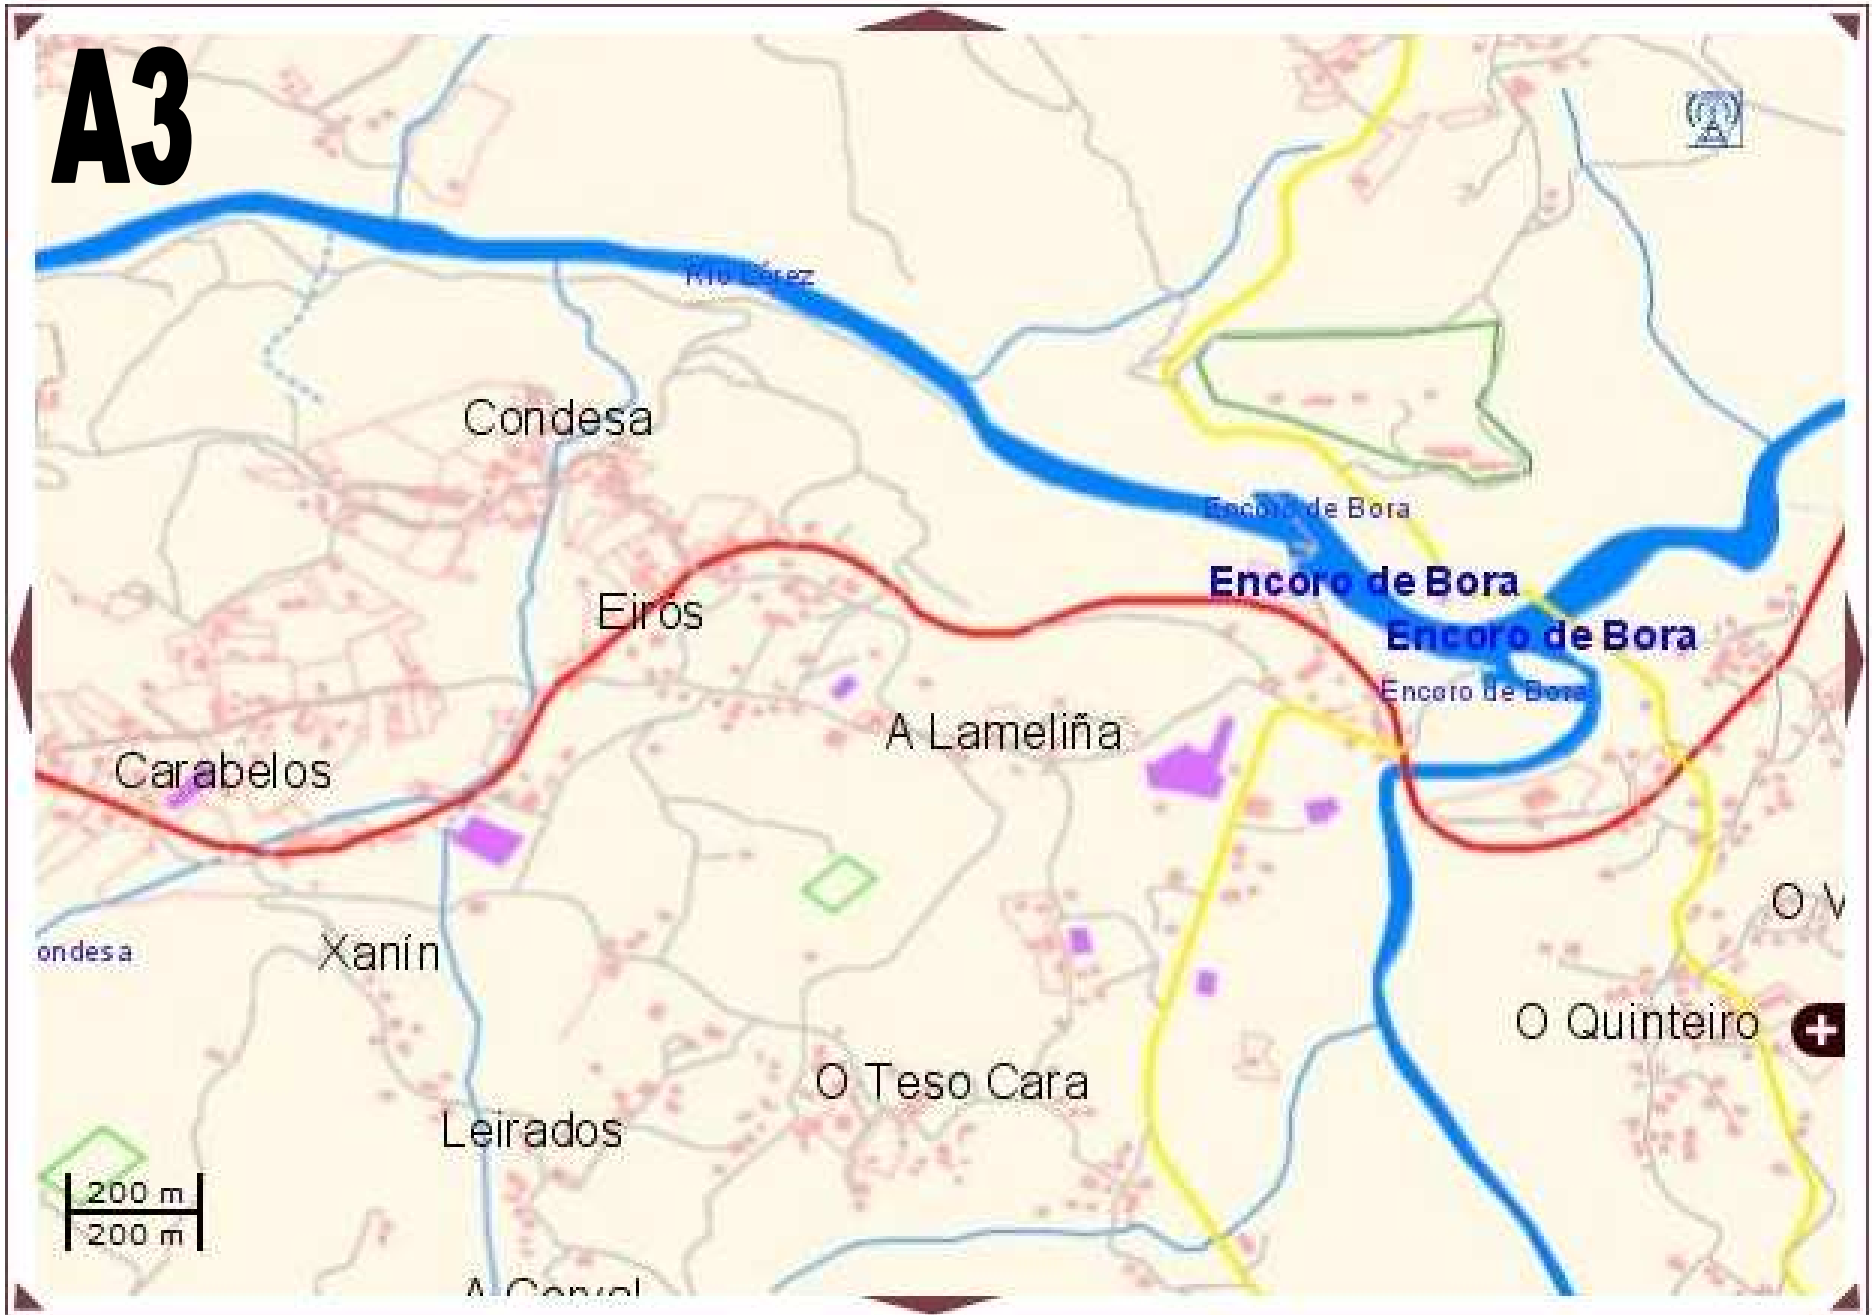 A3
Río Lérez
Condesa
Encoro de Bora
Encoro de Bora
Eirós
Encoro de Bora
Encoro de Bora
A Lameliña
Carabelos
O V
ondesa
Xanín
O Quinteiro
O Teso Cara
Leirados
200 m
200 m